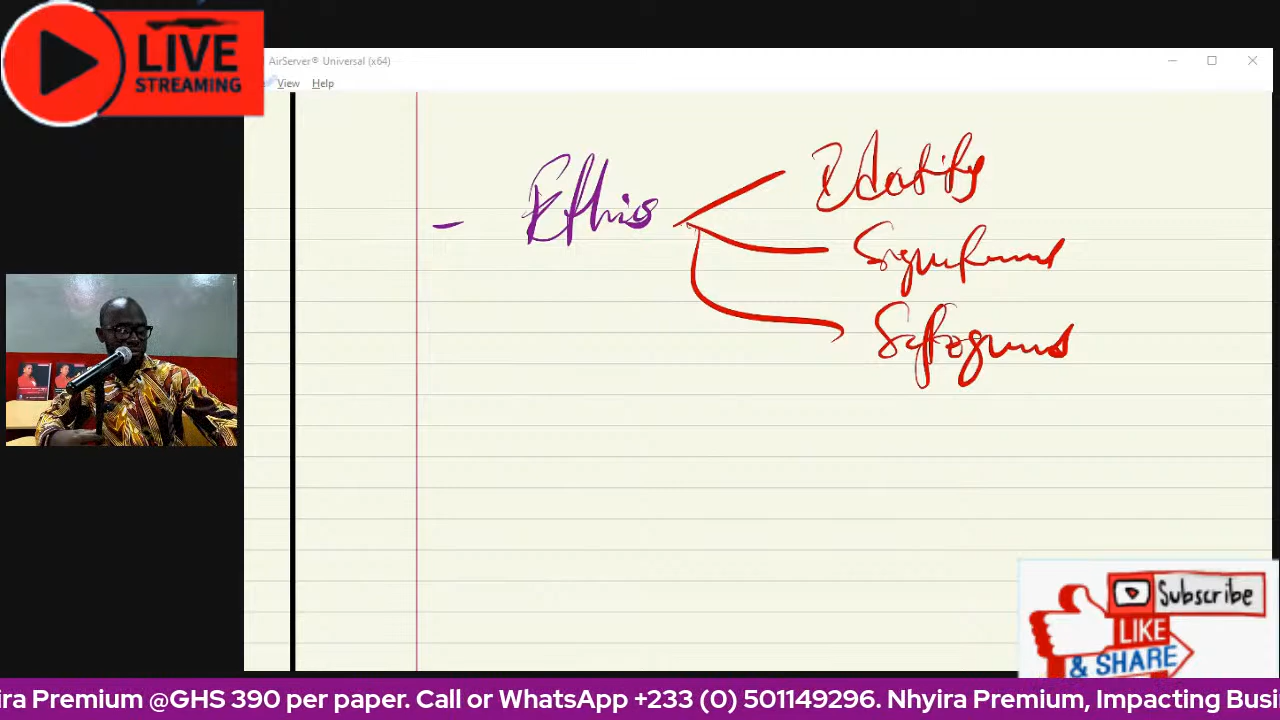 LIVE
STREAMING
AirServer® Universal (x64)
View Help
- Ethics
Identity
Significance
Safeguards
Subscribe
LIKE
& SHARE
ira Premium @GHS 390 per paper. Call or WhatsApp +233 (0) 501149296. Nhyira Premium, Impacting Busi